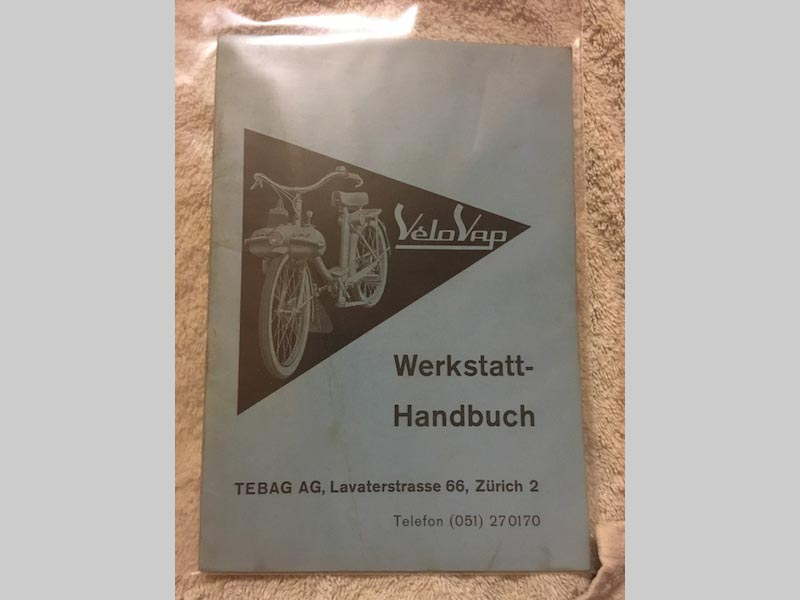 VéloVap
Werkstatt-
Handbuch
TEBAG AG, Lavaterstrasse 66, Zürich 2
Telefon (051) 270170